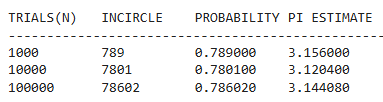 TRIALS(N)   INCIRCLE    PROBABILITY PI ESTIMATE
------------------------------------------------
1000        789         0.789000    3.156000
10000       7801        0.780100    3.120400
100000      78602       0.786020    3.144080